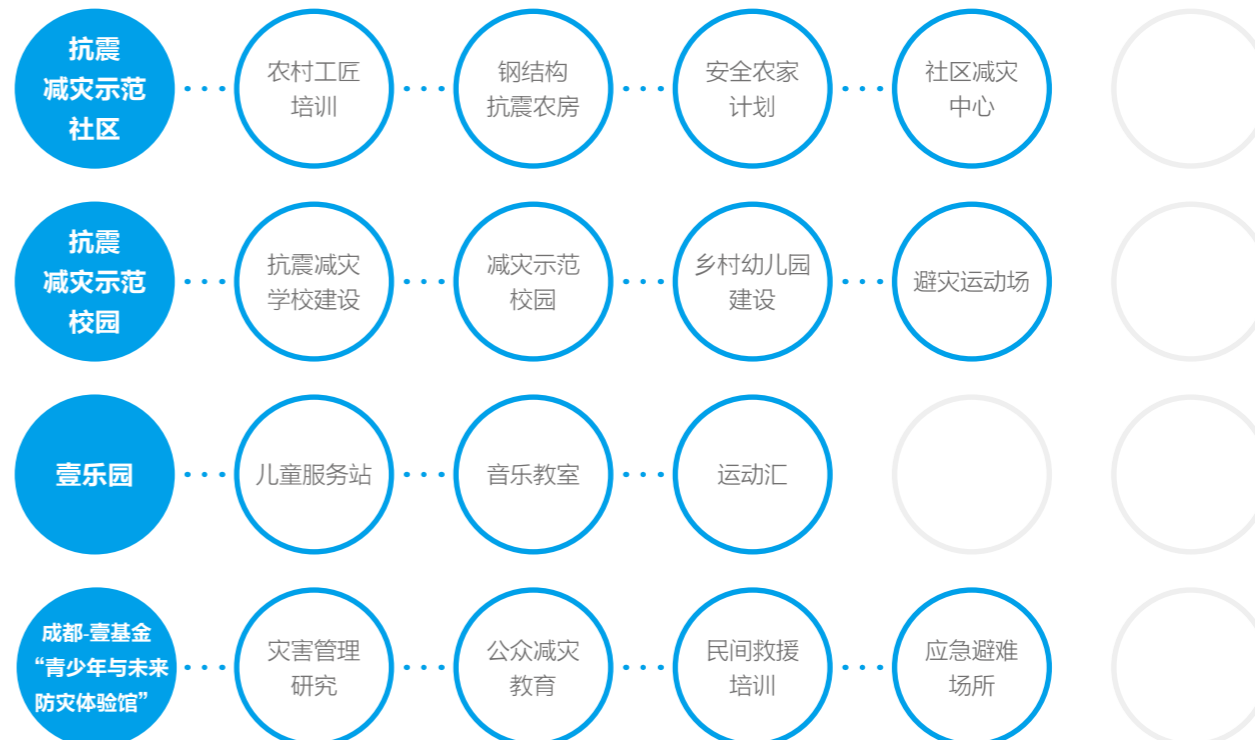 抗震
减灾示范
社区
农村工匠
培训
钢结构
抗震农房
安全农家
计划
社区减灾
中心
抗震
减灾示范
校园
抗震减灾
学校建设
减灾示范
校园
乡村幼儿园
建设
避灾运动场
壹乐园
儿童服务站
音乐教室
运动汇
成都-壹基金
“青少年与未来
防灾体验馆”
灾害管理
研究
公众减灾
教育
民间救援
培训
应急避难
场所